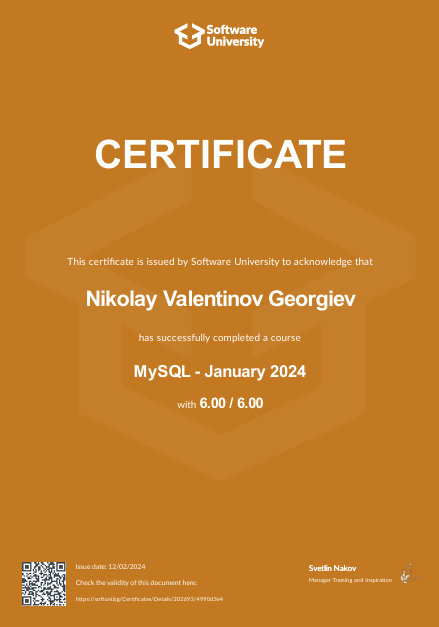 Software
University
CERTIFICATE
This certificate is issued by Software University to acknowledge that
Nikolay Valentinov Georgiev
has successfully completed a course
MySQL - January 2024
with 6.00 / 6.00
Issue date: 12/02/2024
Check the validity of this document here:
https://softuni.bg/Certificates/Details/202693/4990d3e4
Svetlin Nakov
Manager Training and Inspiration